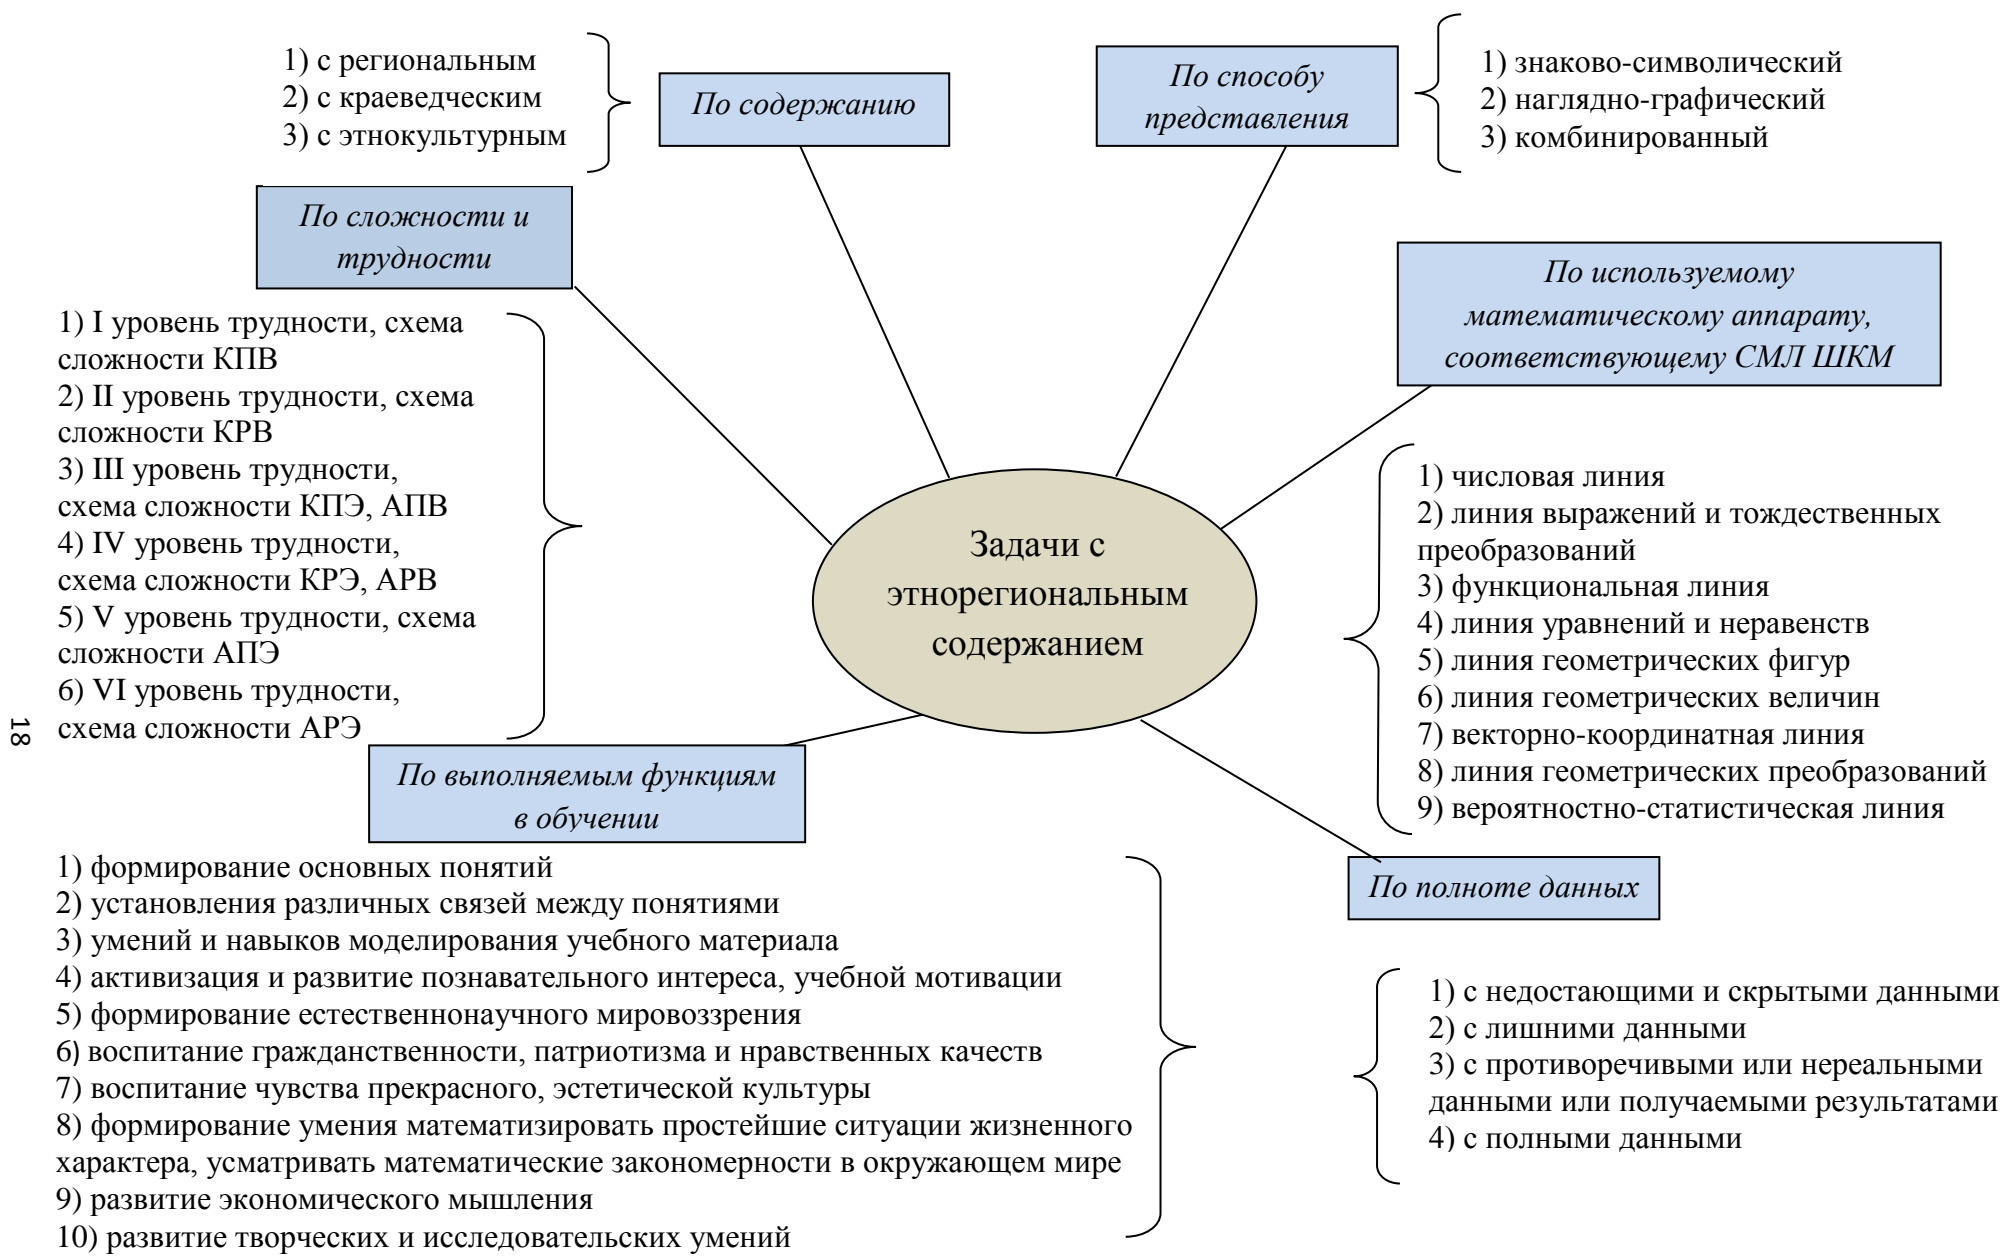 1) с региональным
2) с краеведческим
3) с этнокультурным
По содержанию
По способу
представления
1) знаково-символический
2) наглядно-графический
3) комбинированный
По сложности и
трудности
1) I уровень трудности, схема
сложности КПВ
2) II уровень трудности, схема
сложности КРВ
3) III уровень трудности,
схема сложности КПЭ, АПВ
4) IV уровень трудности,
схема сложности КРЭ, АРВ
5) V уровень трудности, схема
сложности АПЭ
6) VI уровень трудности,
схема сложности АРЭ
По используемому
математическому аппарату,
соответствующему СМЛ ШКМ
1) числовая линия
2) линия выражений и тождественных
преобразований
3) функциональная линия
4) линия уравнений и неравенств
5) линия геометрических фигур
6) линия геометрических величин
7) векторно-координатная линия
8) линия геометрических преобразований
9) вероятностно-статистическая линия
Задачи с
этнорегиональным
содержанием
По выполняемым функциям
в обучении
1) формирование основных понятий
2) установления различных связей между понятиями
3) умений и навыков моделирования учебного материала
4) активизация и развитие познавательного интереса, учебной мотивации
5) формирование естественнонаучного мировоззрения
6) воспитание гражданственности, патриотизма и нравственных качеств
7) воспитание чувства прекрасного, эстетической культуры
8) формирование умения математизировать простейшие ситуации жизненного
характера, усматривать математические закономерности в окружающем мире
9) развитие экономического мышления
10) развитие творческих и исследовательских умений
По полноте данных
1) с недостающими и скрытыми данными
2) с лишними данными
3) с противоречивыми или нереальными
данными или получаемыми результатами
4) с полными данными
18